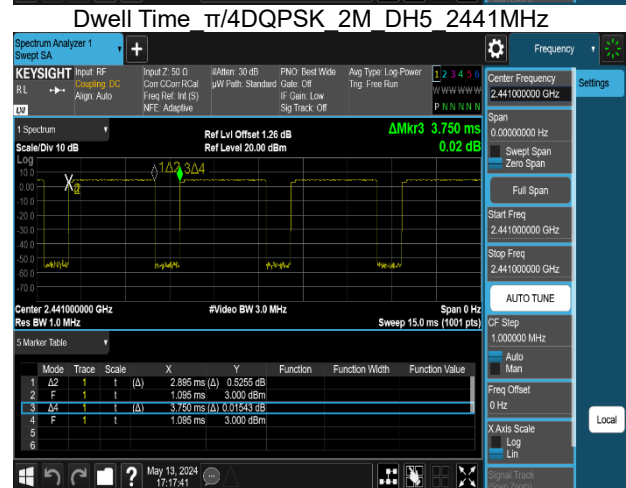 Dwell Time_π/4DQPSK_2M_DH5_2441MHz
Spectrum Analyzer 1
Swept SA
Frequency
KEYSIGHT
RL
Input: RF
Coupling: DC
Align: Auto
Input Z: 50 Ω
Corr CCorr RCal
Freq Ref: Int (S)
NFE: Adaptive
#Atten: 30 dB
µW Path: Standard
PNO: Best Wide
Gate: Off
IF Gain: Low
Sig Track: Off
Avg Type: Log-Power
Trig: Free Run
1 2 3 4 5 6
W W W W W W
P N N N N N
1 Spectrum
Scale/Div 10 dB
Ref Lvl Offset 1.26 dB
Ref Level 20.00 dBm
ΔMkr3 3.750 ms
0.02 dB
Log
10.0
0.00
-10.0
-20.0
-30.0
-40.0
-50.0
-60.0
-70.0
X2
1Δ2 3Δ4
Center 2.441000000 GHz
Res BW 1.0 MHz
#Video BW 3.0 MHz
Span 0 Hz
Sweep 15.0 ms (1001 pts)
5 Marker Table
Mode Trace Scale X Y Function Function Width Function Value
1 Δ2 1 t (Δ) 2.895 ms (Δ) 0.5255 dB
2 F 1 t 1.095 ms 3.000 dBm
3 Δ4 1 t (Δ) 3.750 ms (Δ) 0.01543 dB
4 F 1 t 1.095 ms 3.000 dBm
5
6
May 13, 2024
17:17:41
Center Frequency
2.441000000 GHz
Settings
Span
0.00000000 Hz
Swept Span
Zero Span
Full Span
Start Freq
2.441000000 GHz
Stop Freq
2.441000000 GHz
AUTO TUNE
CF Step
1.000000 MHz
Auto
Man
Freq Offset
0 Hz
X Axis Scale
Log
Lin
Local
Signal Track
(Span Zoom)